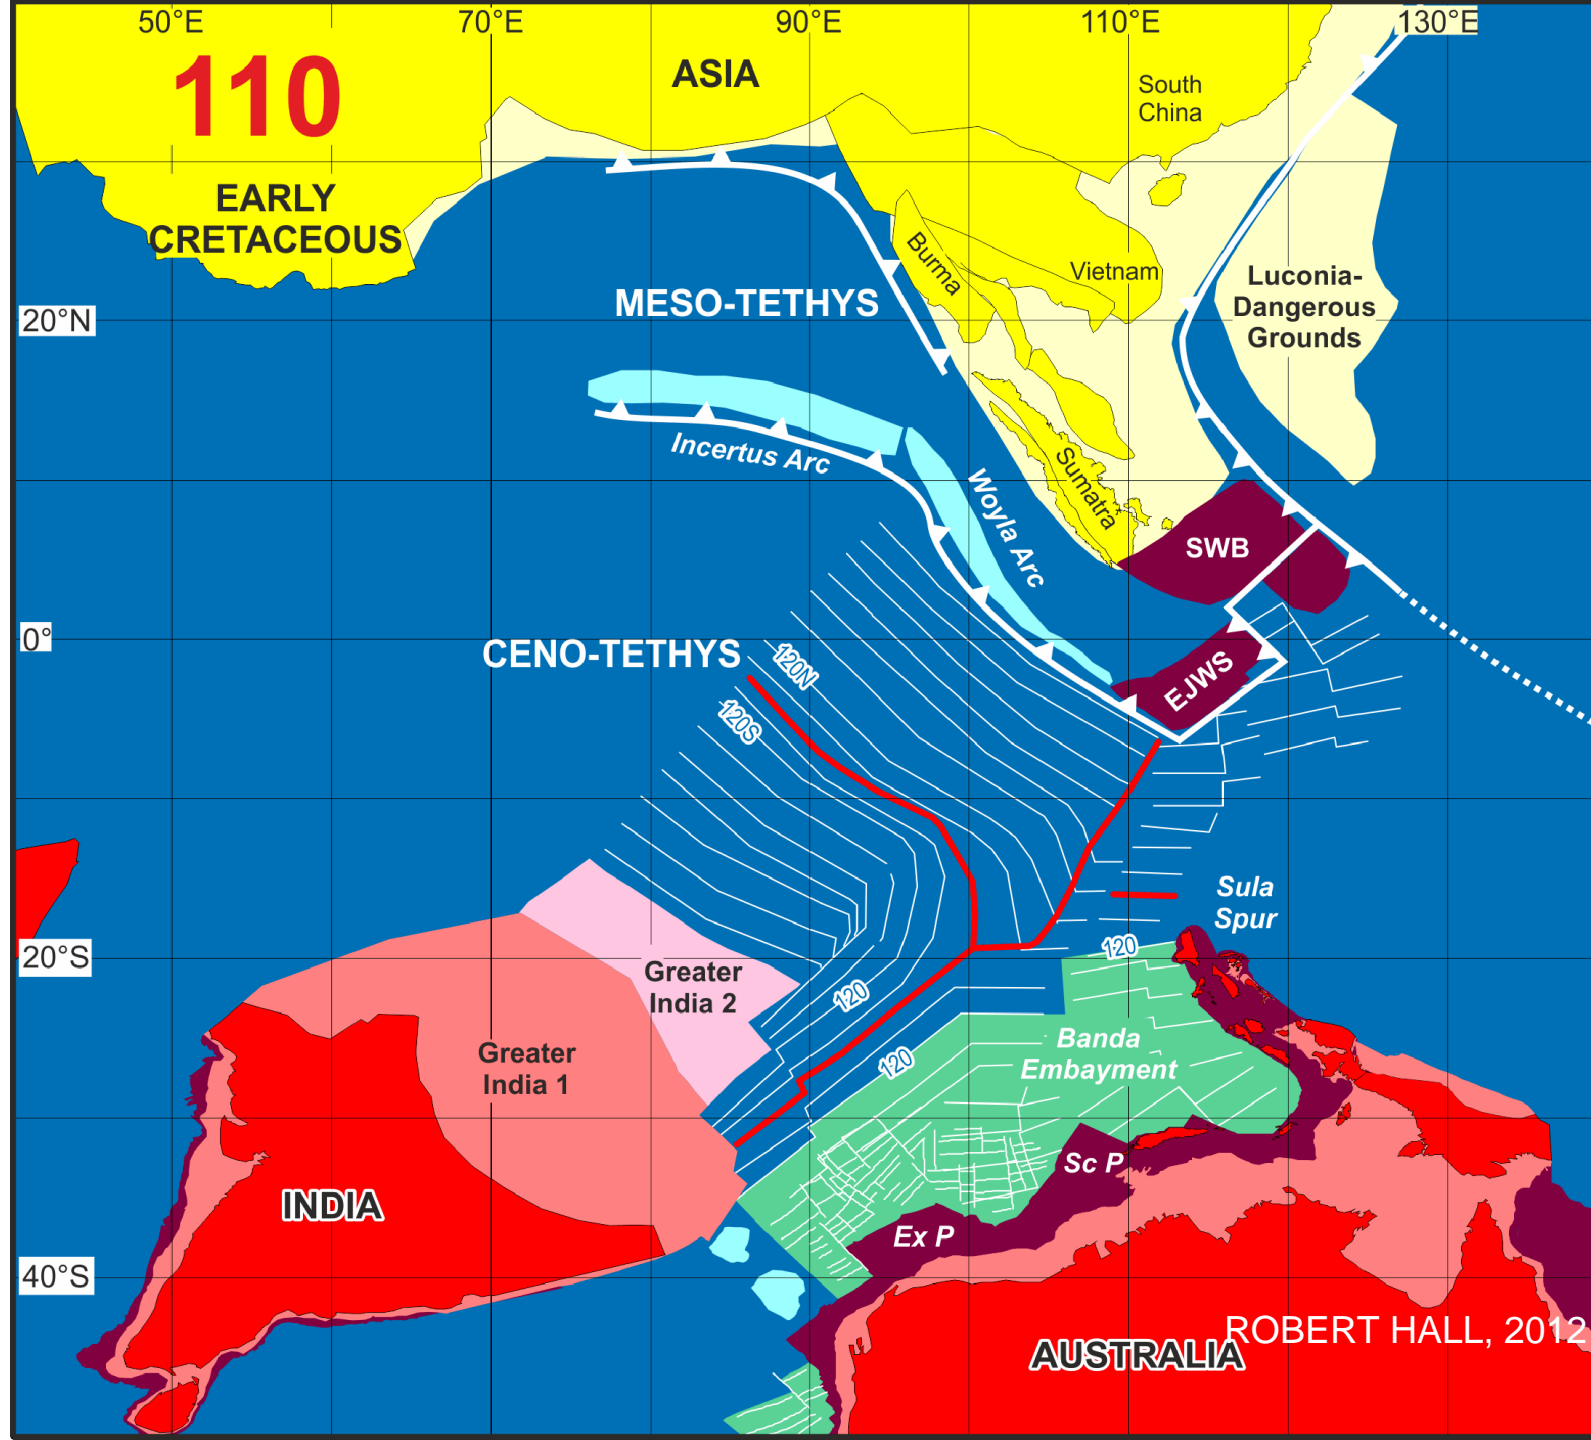 50°E
70°E
90°E
110°E
130°E
110
ASIA
South
China
EARLY
CRETACEOUS
Burma
Vietnam
Luconia-
Dangerous
Grounds
MESO-TETHYS
20°N
Incertus Arc
Woyla Arc
Sumatra
SWB
0°
CENO-TETHYS
120N
120S
EJWS
Sula
Spur
20°S
120
Greater
India 2
120
Greater
India 1
120
Banda
Embayment
Sc P
INDIA
Ex P
40°S
ROBERT HALL, 2012
AUSTRALIA